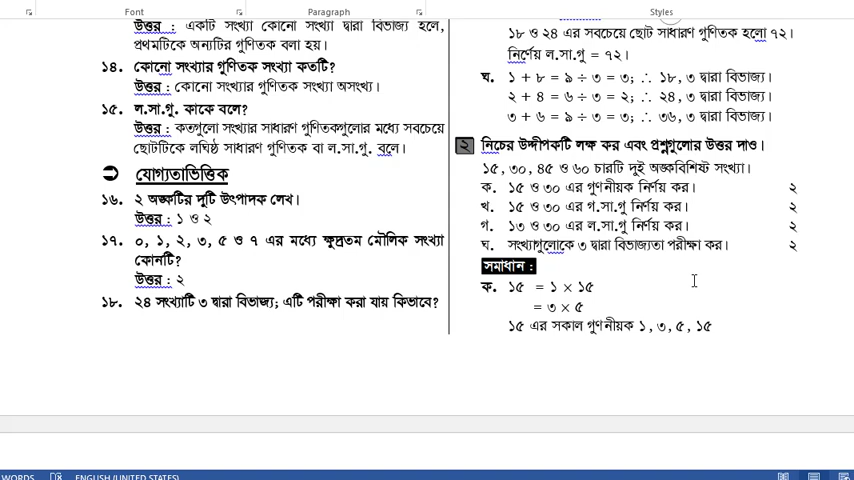 Font
Paragraph
Styles
উত্তর : একটি সংখ্যা কোনো সংখ্যা দ্বারা বিভাজ্য হলে,
প্রথমটিকে অন্যটির গুণিতক বলা হয়।
১৪. কোনো সংখ্যার গুণিতক সংখ্যা কতটি?
উত্তর : কোনো সংখ্যার গুণিতক সংখ্যা অসংখ্য।
১৫. ল.সা.গু. কাকে বলে?
উত্তর : কতগুলো সংখ্যার সাধারণ গুণিতকগুলোর মধ্যে সবচেয়ে
ছোটটিকে লঘিষ্ঠ সাধারণ গুণিতক বা ল.সা.গু. বলে।
যোগ্যতাভিত্তিক
১৬. ২ অঙ্কটির দুটি উৎপাদক লেখ।
উত্তর : ১ ও ২
১৭. ০, ১, ২, ৩, ৫ ও ৭ এর মধ্যে ক্ষুদ্রতম মৌলিক সংখ্যা
কোনটি?
উত্তর : ২
১৮. ২৪ সংখ্যাটি ৩ দ্বারা বিভাজ্য; এটি পরীক্ষা করা যায় কিভাবে?
১৮ ও ২৪ এর সবচেয়ে ছোট সাধারণ গুণিতক হলো ৭২।
নির্ণেয় ল.সা.গু = ৭২।
ঘ. ১ + ৮ = ৯ ÷ ৩ = ৩; ∴ ১৮, ৩ দ্বারা বিভাজ্য।
২ + ৪ = ৬ ÷ ৩ = ২; ∴ ২৪, ৩ দ্বারা বিভাজ্য।
৩ + ৬ = ৯ ÷ ৩ = ৩; ∴ ৩৬, ৩ দ্বারা বিভাজ্য।
২ নিচের উদ্দীপকটি লক্ষ কর এবং প্রশ্নগুলোর উত্তর দাও।
১৫, ৩০, ৪৫ ও ৬০ চারটি দুই অঙ্কবিশিষ্ট সংখ্যা।
ক. ১৫ ও ৩০ এর গুণনীয়ক নির্ণয় কর। ২
খ. ১৫ ও ৩০ এর গ.সা.গু নির্ণয় কর। ২
গ. ১৩ ও ৩০ এর ল.সা.গু নির্ণয় কর। ২
ঘ. সংখ্যাগুলোকে ৩ দ্বারা বিভাজ্যতা পরীক্ষা কর। ২
সমাধান :
ক. ১৫ = ১ × ১৫
= ৩ × ৫
১৫ এর সকাল গুণনীয়ক ১, ৩, ৫, ১৫
WORDS
ENGLISH (UNITED STATES)